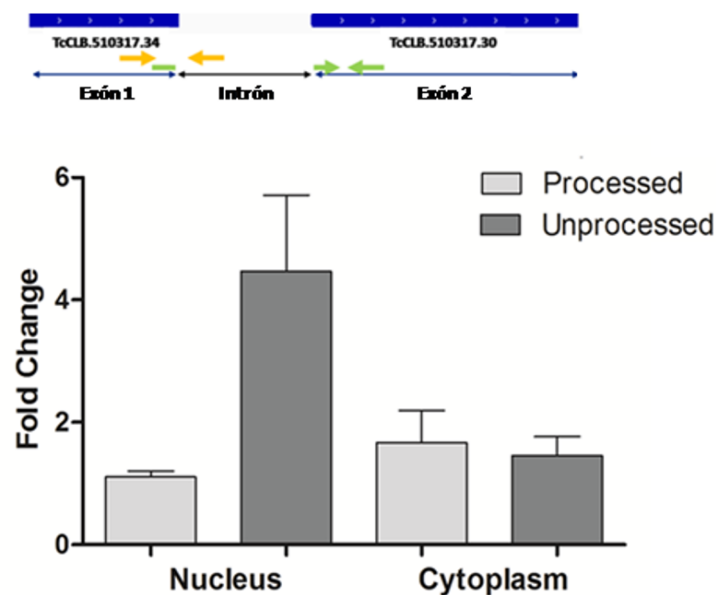 TcCLB.510317.34
TcCLB.510317.30
Exón 1
Intrón
Exón 2
6
4
2
0
Fold Change
Processed
Unprocessed
Nucleus
Cytoplasm